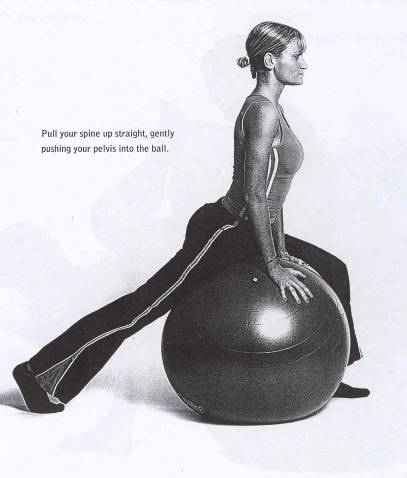 Pull your spine up straight, gently
pushing your pelvis into the ball.